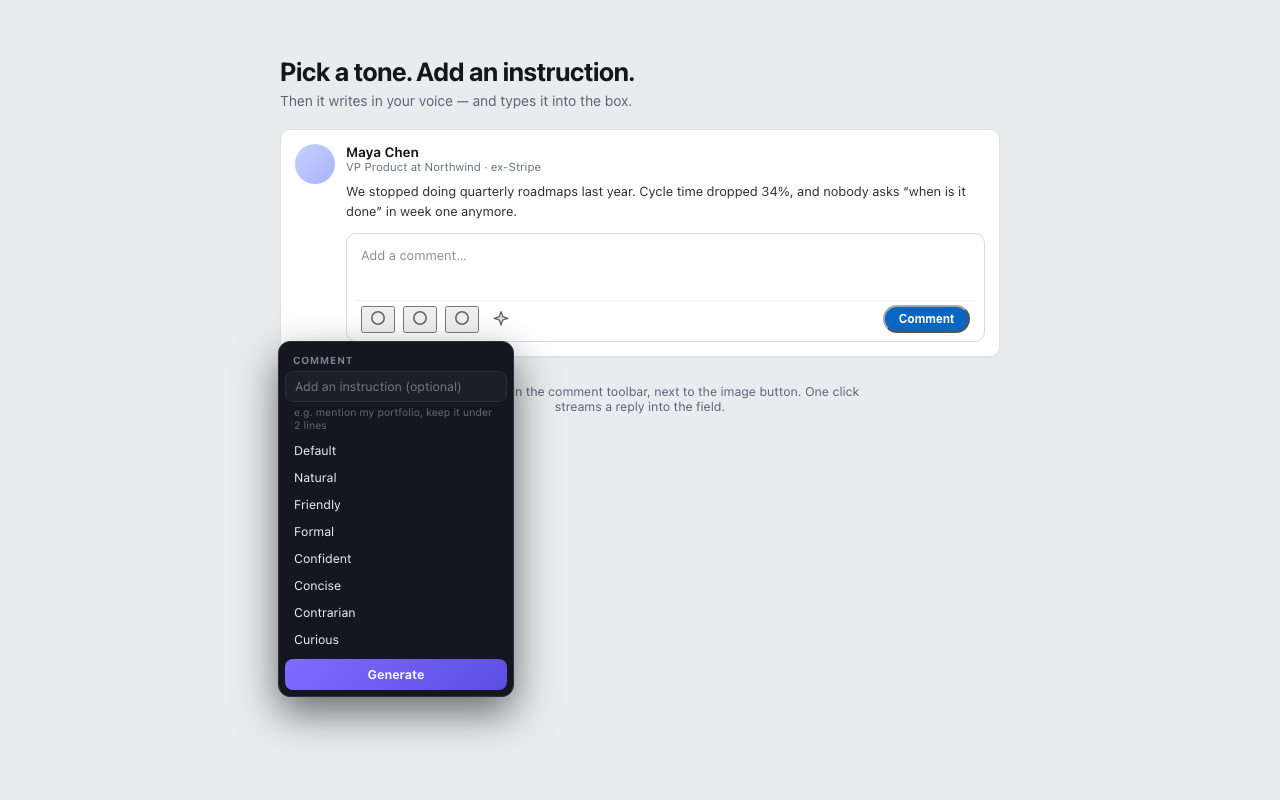 Pick a tone. Add an instruction.
Then it writes in your voice — and types it into the box.
Maya Chen
VP Product at Northwind · ex-Stripe
We stopped doing quarterly roadmaps last year. Cycle time dropped 34%, and nobody asks “when is it
done” in week one anymore.
Add a comment…
Comment
COMMENT
Add an instruction (optional)
e.g. mention my portfolio, keep it under
2 lines
Default
Natural
Friendly
Formal
Confident
Concise
Contrarian
Curious
Generate
the comment toolbar, next to the image button. One click
streams a reply into the field.